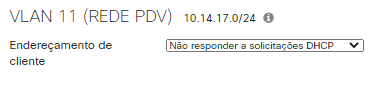 VLAN 11 (REDE PDV) 10.14.17.0/24
Endereçamento de Não responder a solicitações DHCP
cliente